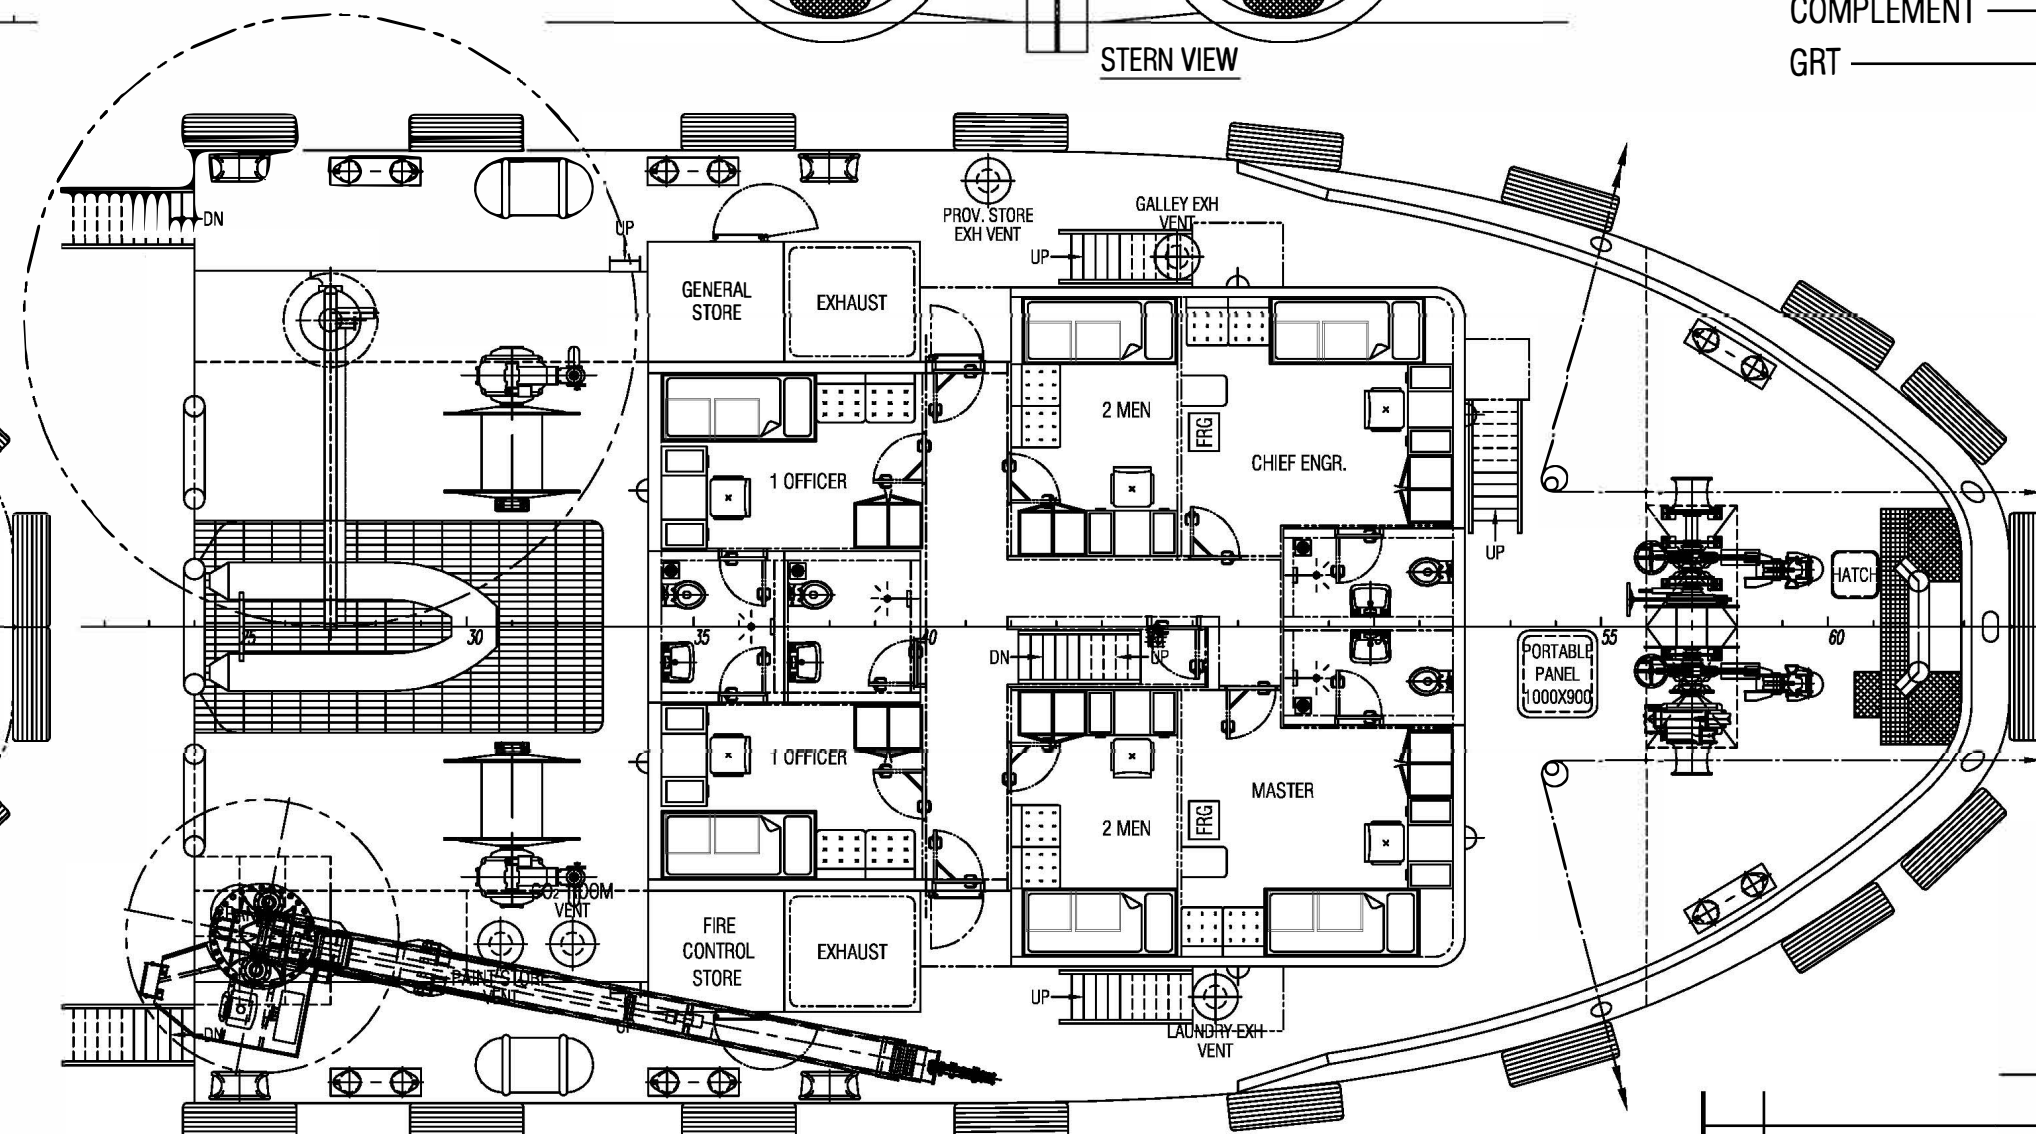 COMPLEMENT
GRT
STERN VIEW
DN
UP
PROV. STORE
EXH VENT
GALLEY EXH
VENT
UP
GENERAL
STORE
EXHAUST
2 MEN
FRG
CHIEF ENGR.
1 OFFICER
UP
HATCH
25
30
35
40
55
60
DN
UP
PORTABLE
PANEL
1000X900
1 OFFICER
MASTER
2 MEN
FRG
CO2 ROOM
VENT
FIRE
CONTROL
STORE
EXHAUST
PAINT STORE
VENT
UP
DN
UP
LAUNDRY EXH
VENT